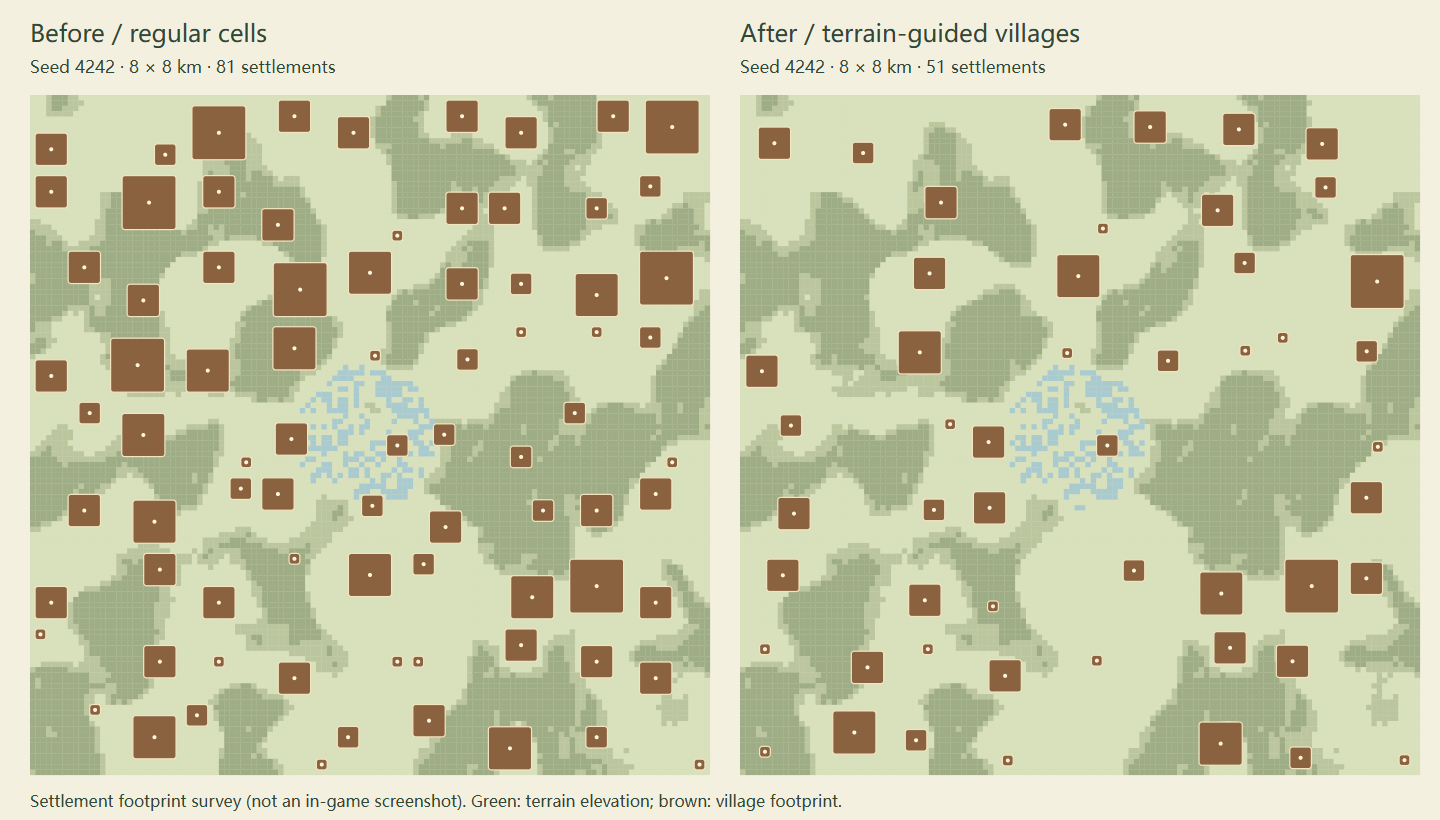 Before / regular cells
Seed 4242 · 8 × 8 km · 81 settlements
After / terrain-guided villages
Seed 4242 · 8 × 8 km · 51 settlements
Settlement footprint survey (not an in-game screenshot). Green: terrain elevation; brown: village footprint.